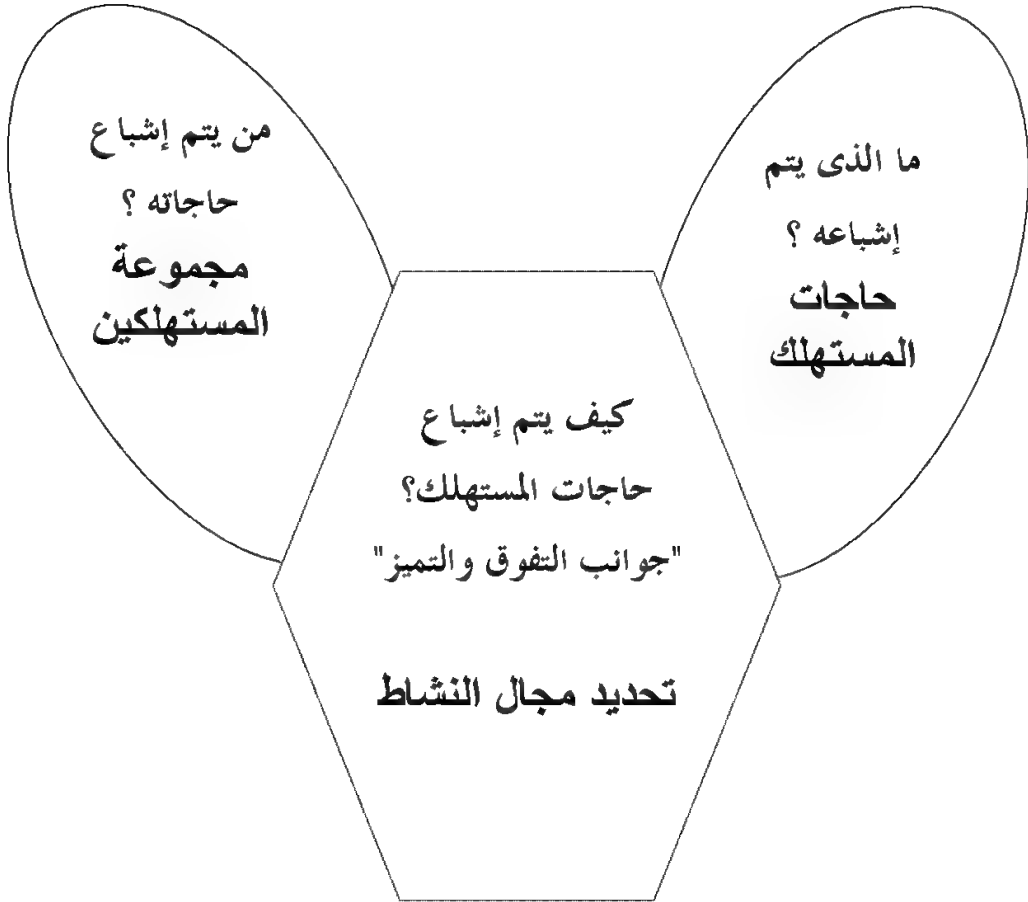 ما الذى يتم
إشباعه ؟
حاجات
المستهلك
من يتم إشباع
حاجاته ؟
مجموعة
المستهلكين
كيف يتم إشباع
حاجات المستهلك؟
"جوانب التفوق والتميز"
تحديد مجال النشاط